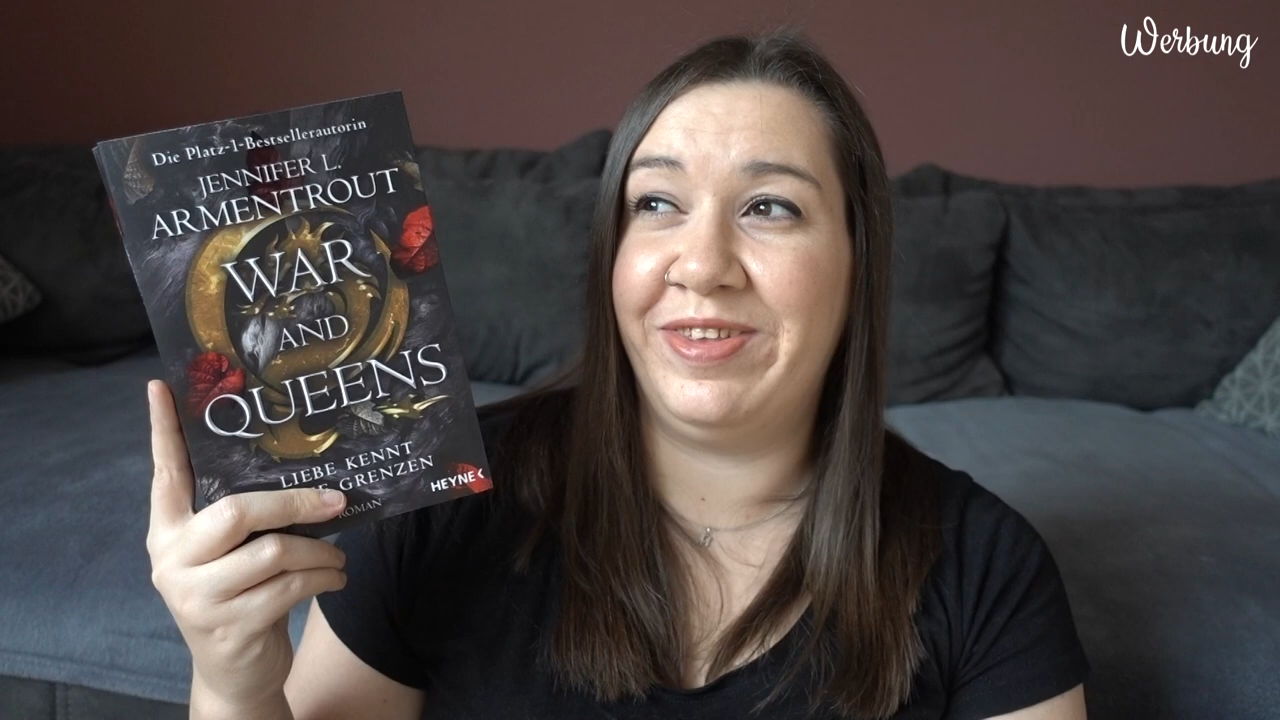 Werbung
Die Platz-1-Bestsellerautorin
JENNIFER L.
ARMENTROUT
WAR
AND
QUEENS
LIEBE KENNT
GRENZEN
HEYNE
ROMAN